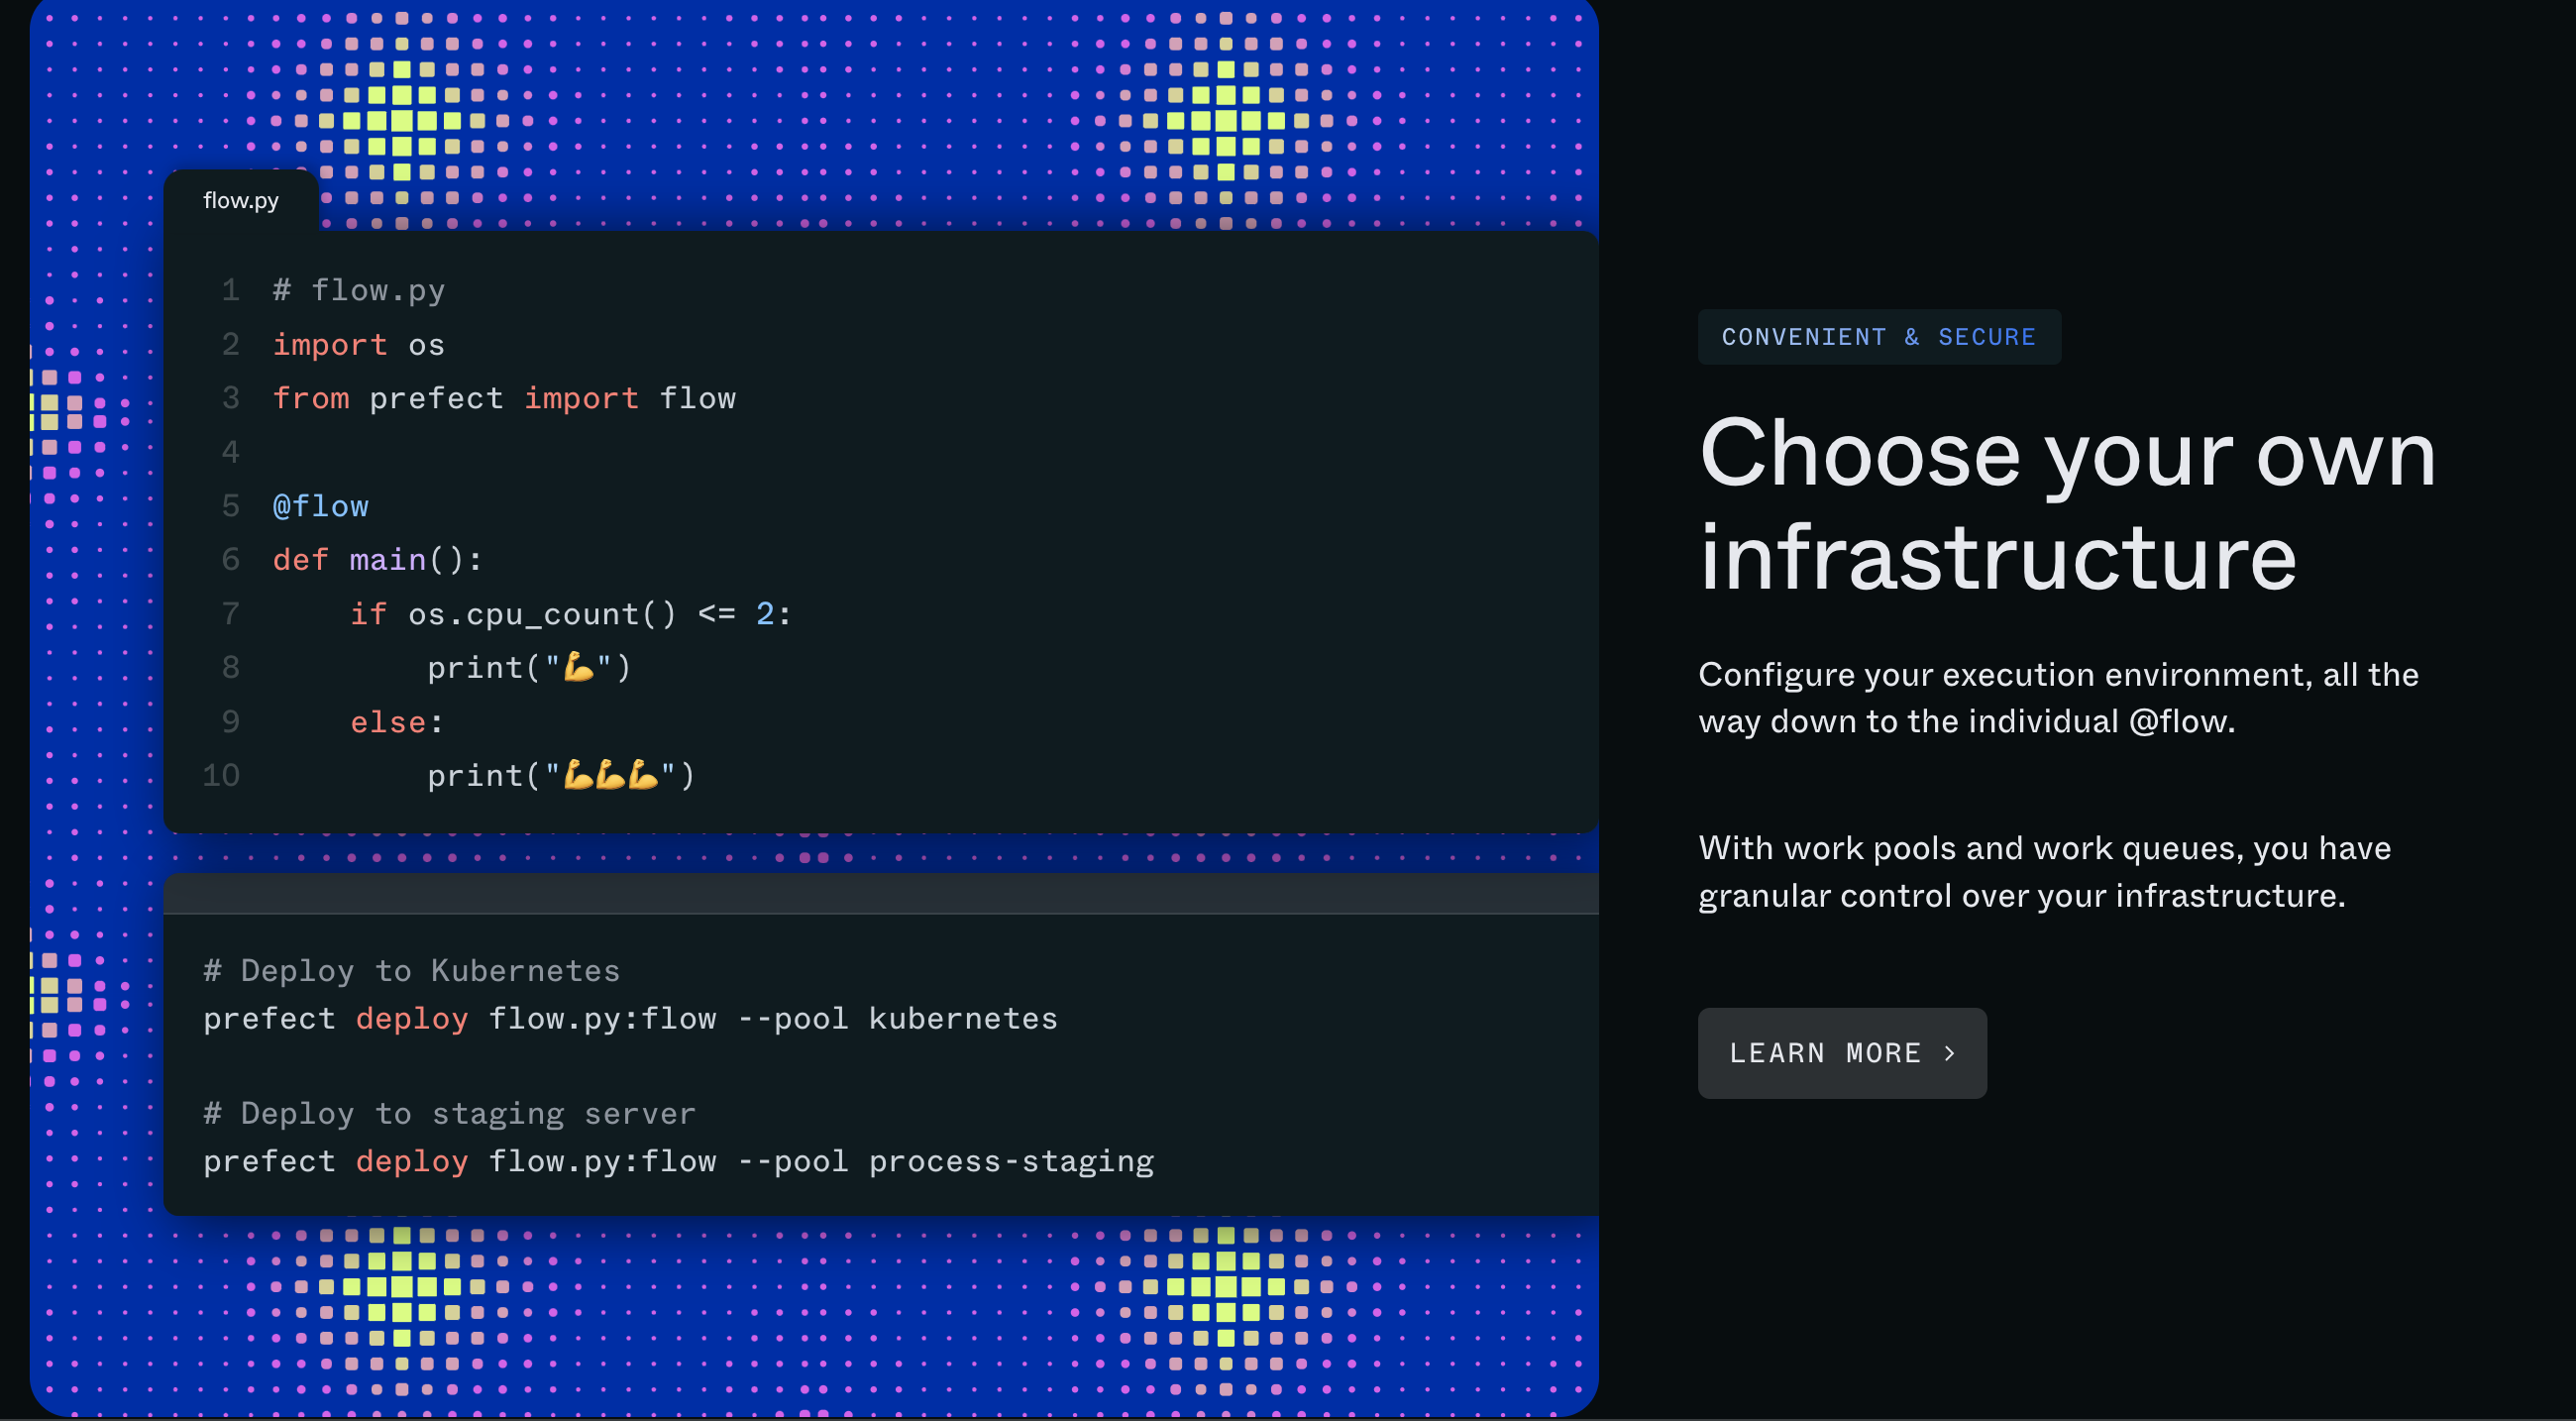 flow.py
1 # flow.py
2 import os
3 from prefect import flow
4
5 @flow
6 def main():
7     if os.cpu_count() <= 2:
8         print("💪")
9     else:
10         print("💪💪💪")
# Deploy to Kubernetes
prefect deploy flow.py:flow --pool kubernetes
# Deploy to staging server
prefect deploy flow.py:flow --pool process-staging
CONVENIENT & SECURE
Choose your own
infrastructure
Configure your execution environment, all the
way down to the individual @flow.
With work pools and work queues, you have
granular control over your infrastructure.
LEARN MORE >